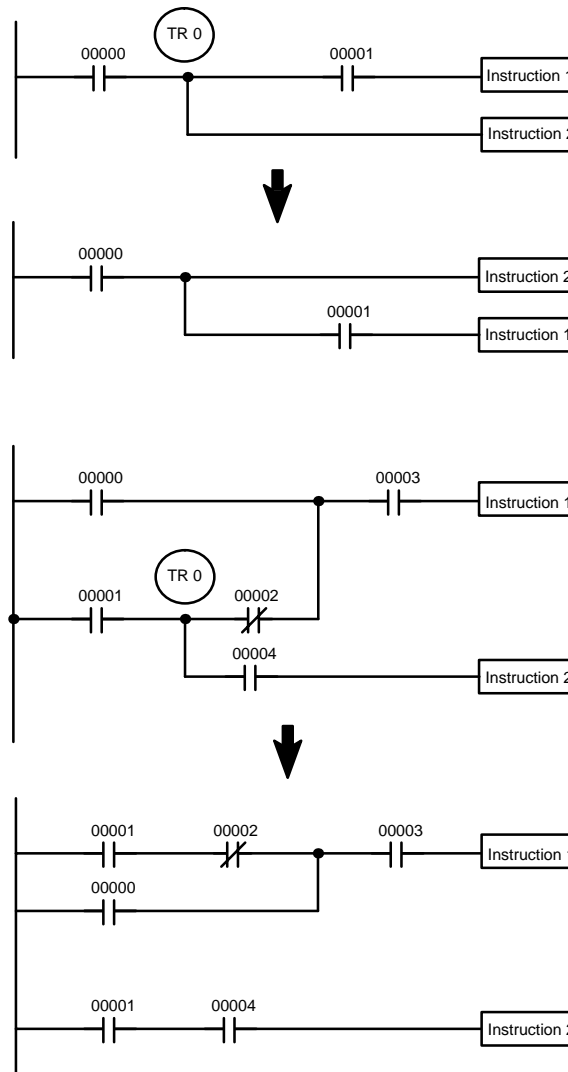 TR 0
00000 00001
Instruction 1
Instruction 2
00000
Instruction 2
00001
Instruction 1
00000 00003
Instruction 1
TR 0
00001 00002
00004
Instruction 2
00001 00002 00003
Instruction 1
00000
00001 00004
Instruction 2